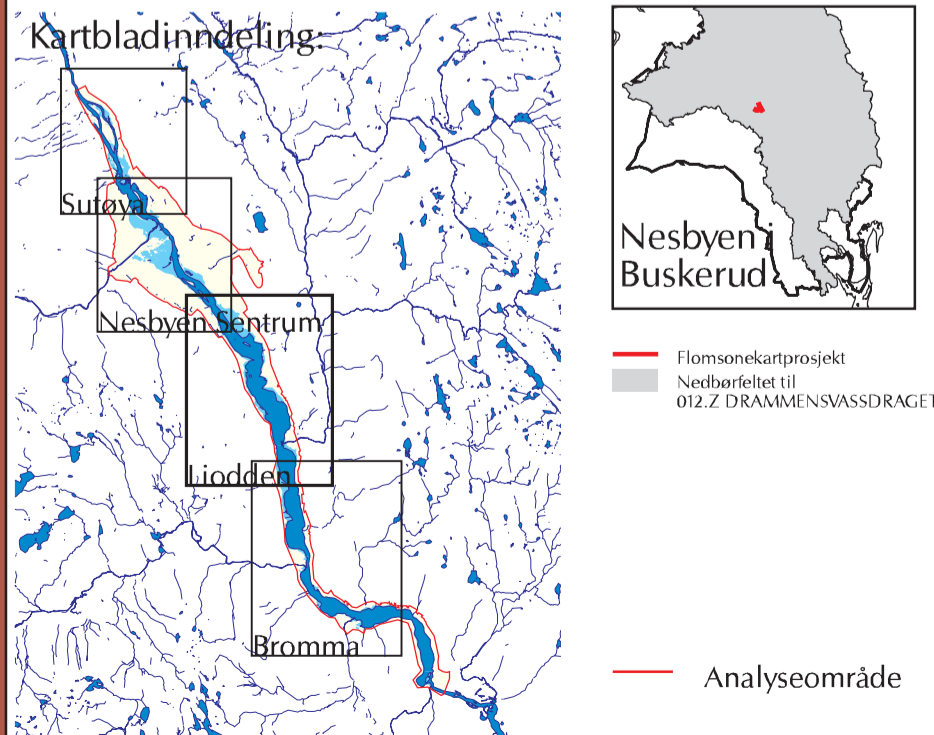 Kartbladinndeling:
Sutøya
Nesbyen Sentrum
Liodden
Bromma
Nesbyen i
Buskerud
Flomsonekartprosjekt
Nedbørfeltet til
012.Z DRAMMENSVASSDRAGET
Analyseområde